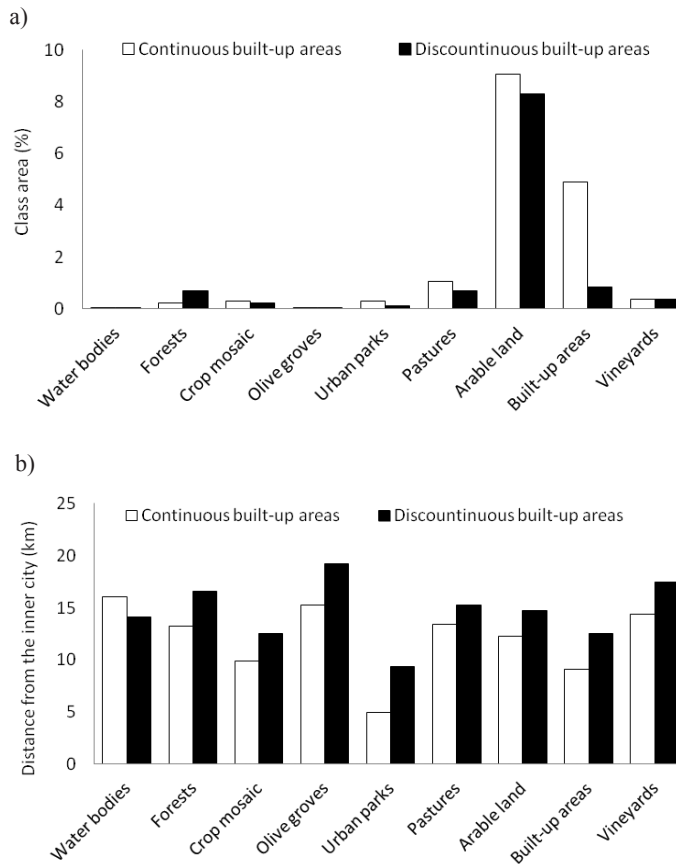 a)
Continuous built-up areas Discountinuous built-up areas
Class area (%)
10
8
6
4
2
0
Water bodies
Forests
Crop mosaic
Olive groves
Urban parks
Pastures
Arable land
Built-up areas
Vineyards
b)
Continuous built-up areas Discountinuous built-up areas
Distance from the inner city (km)
25
20
15
10
5
0
Water bodies
Forests
Crop mosaic
Olive groves
Urban parks
Pastures
Arable land
Built-up areas
Vineyards